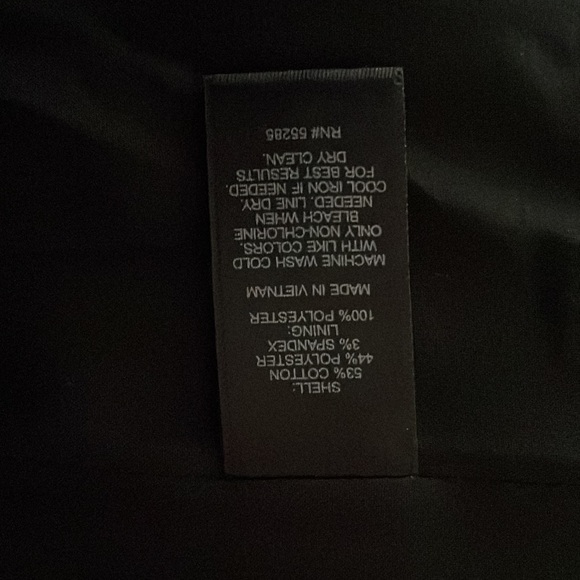 SHELL:
53% COTTON
44% POLYESTER
3% SPANDEX
LINING:
100% POLYESTER
MADE IN VIETNAM
MACHINE WASH COLD
WITH LIKE COLORS.
ONLY NON-CHLORINE
BLEACH WHEN
NEEDED. LINE DRY.
COOL IRON IF NEEDED.
FOR BEST RESULTS
DRY CLEAN.
RN# 55285